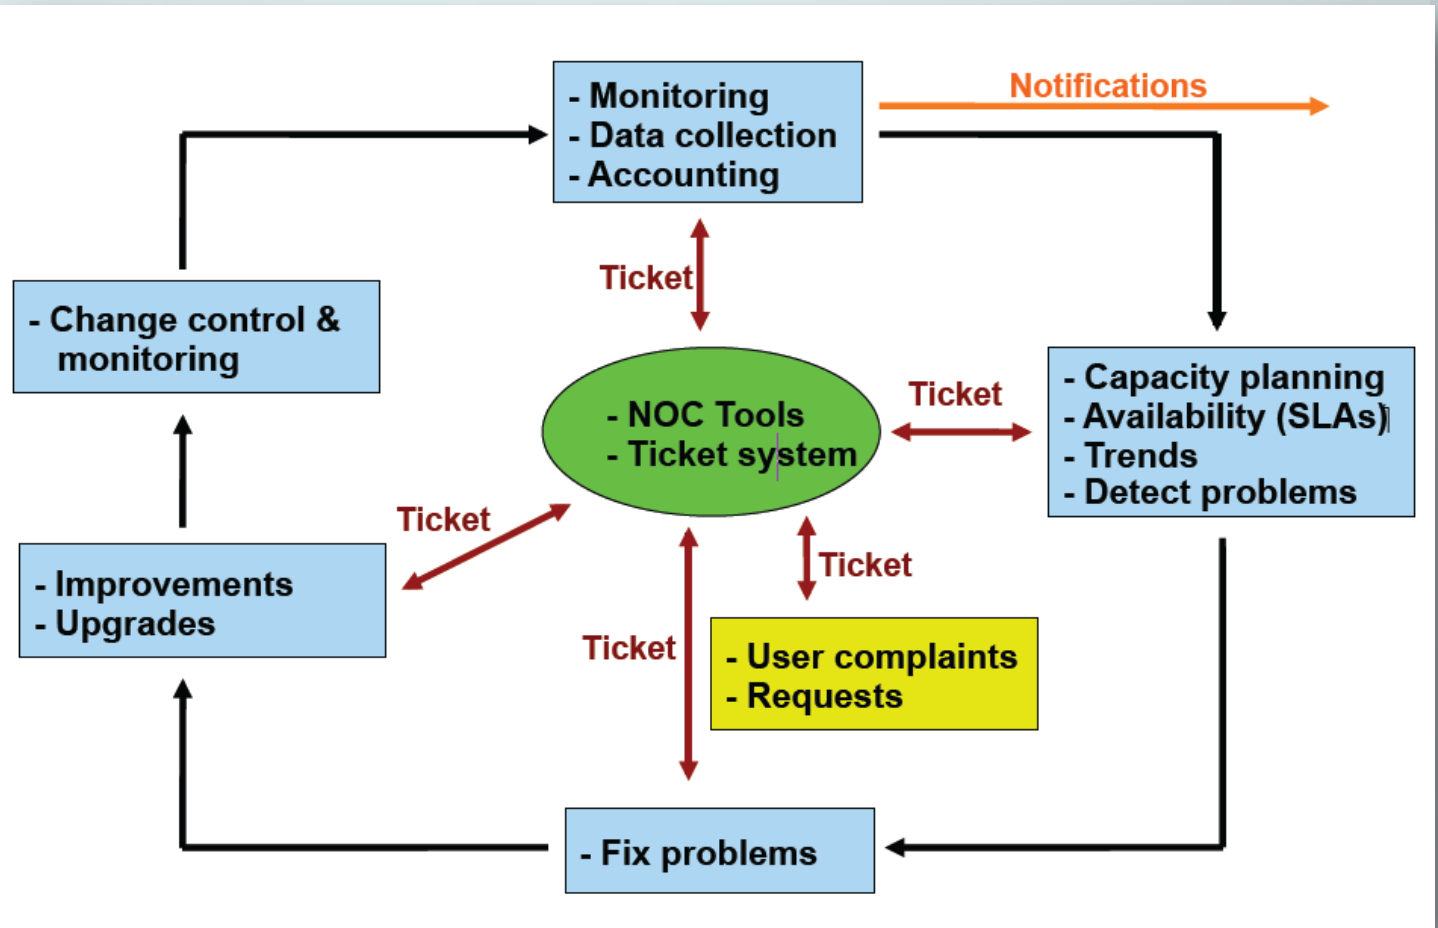 Notifications
- Monitoring
- Data collection
- Accounting
Ticket
- Change control &
monitoring
- NOC Tools
- Ticket system
Ticket
- Capacity planning
- Availability (SLAs)
- Trends
- Detect problems
Ticket
- Improvements
- Upgrades
Ticket
Ticket
- User complaints
- Requests
- Fix problems